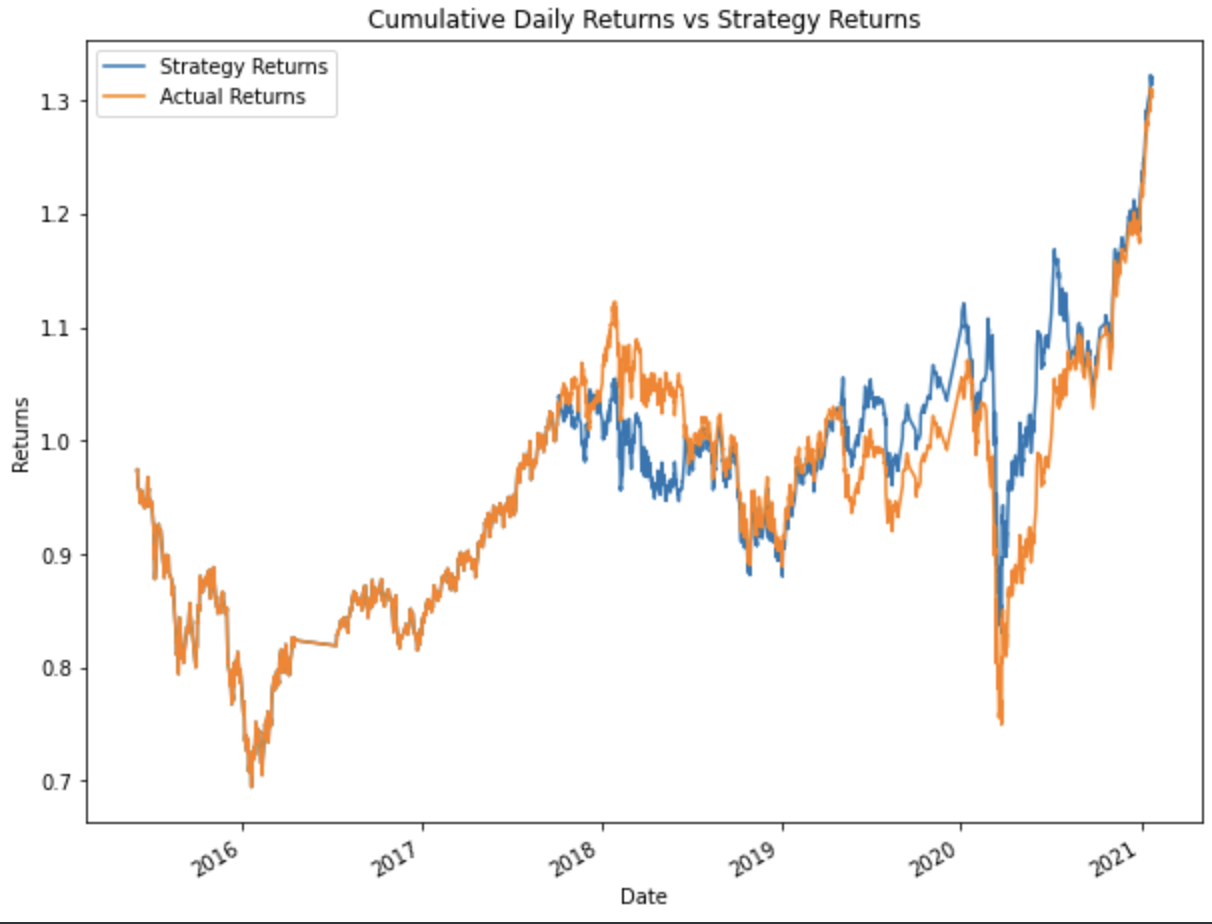 Cumulative Daily Returns vs Strategy Returns
Strategy Returns
Actual Returns
1.3
1.2
1.1
1.0
0.9
0.8
0.7
Returns
2016
2017
2018
2019
2020
2021
Date